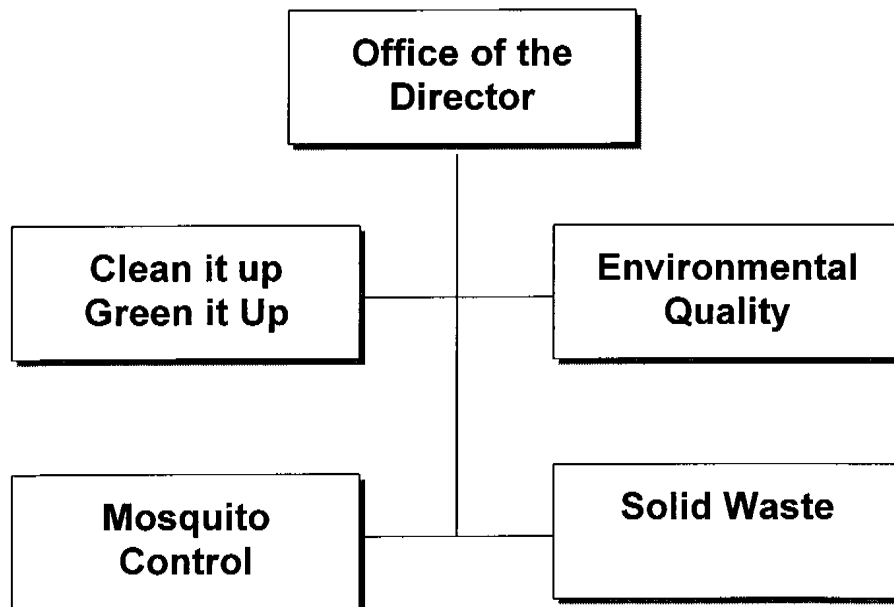 Office of the
Director
Clean it up
Green it Up
Environmental
Quality
Mosquito
Control
Solid Waste